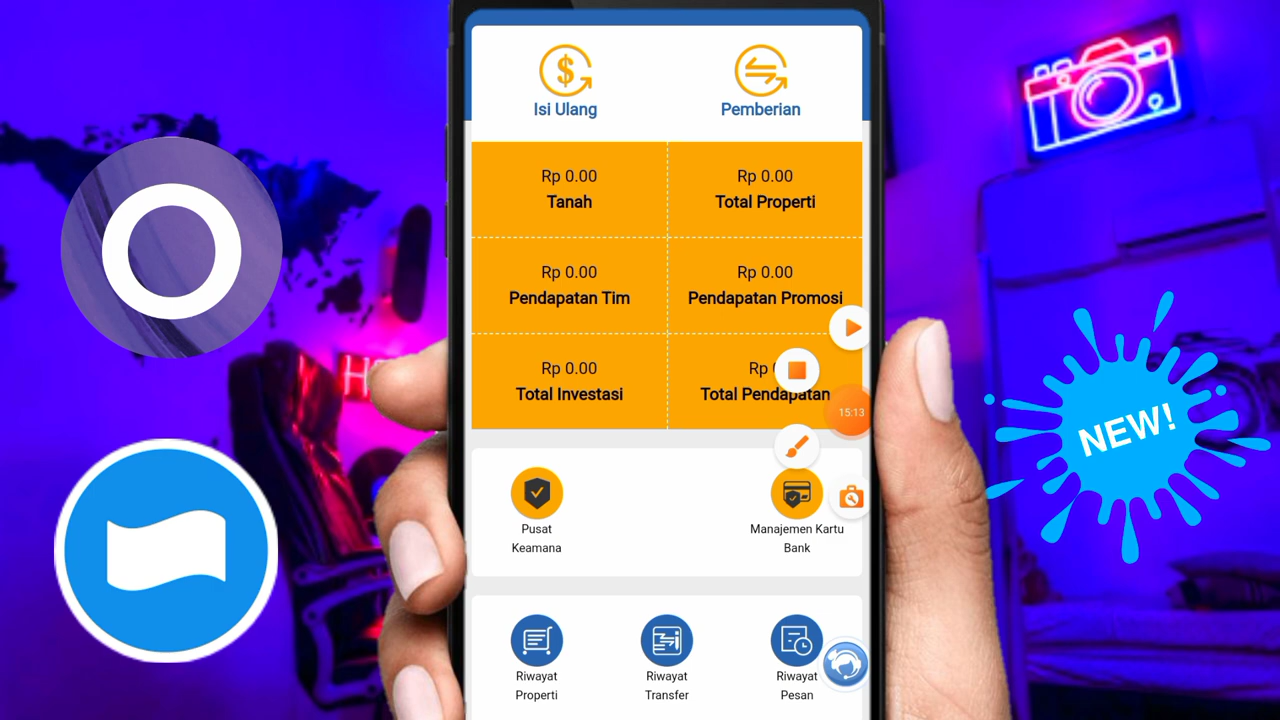 Isi Ulang
Pemberian
Rp 0.00
Tanah
Rp 0.00
Total Properti
Rp 0.00
Pendapatan Tim
Rp 0.00
Pendapatan Promosi
Rp 0.00
Total Investasi
Rp
Total Pendapatan
15:13
NEW!
Pusat
Keamana
Manajemen Kartu
Bank
Riwayat
Properti
Riwayat
Transfer
Riwayat
Pesan